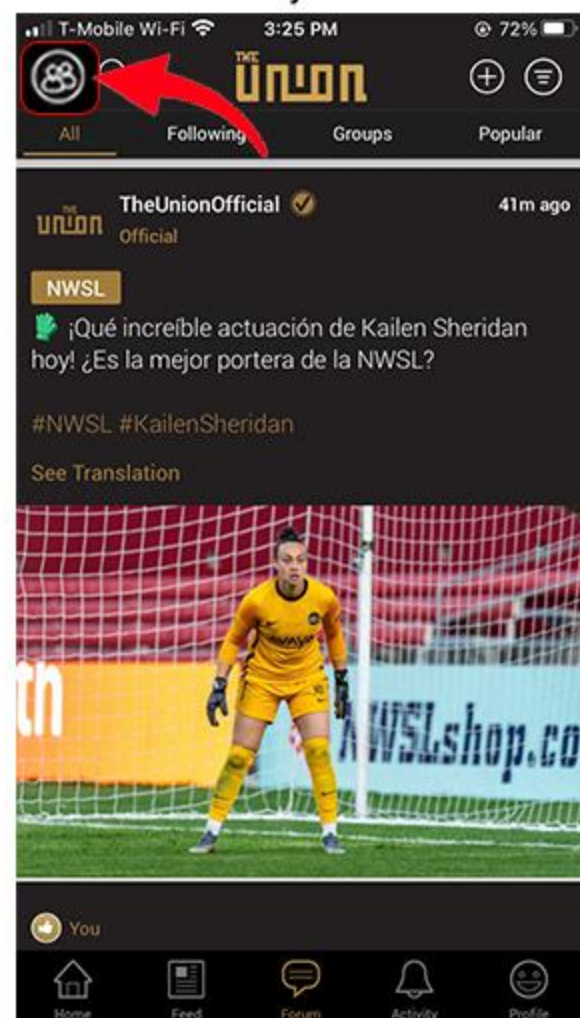 T-Mobile Wi-Fi 3:25 PM 72%
THE
UNION
All Following Groups Popular
THE
UNION
TheUnionOfficial 41m ago
Official
NWSL
¡Qué increíble actuación de Kailen Sheridan
hoy! ¿Es la mejor portera de la NWSL?
#NWSL #KailenSheridan
See Translation
AVAYA
th
NWSLshop.co
You
Home Feed Forum Activity Profile